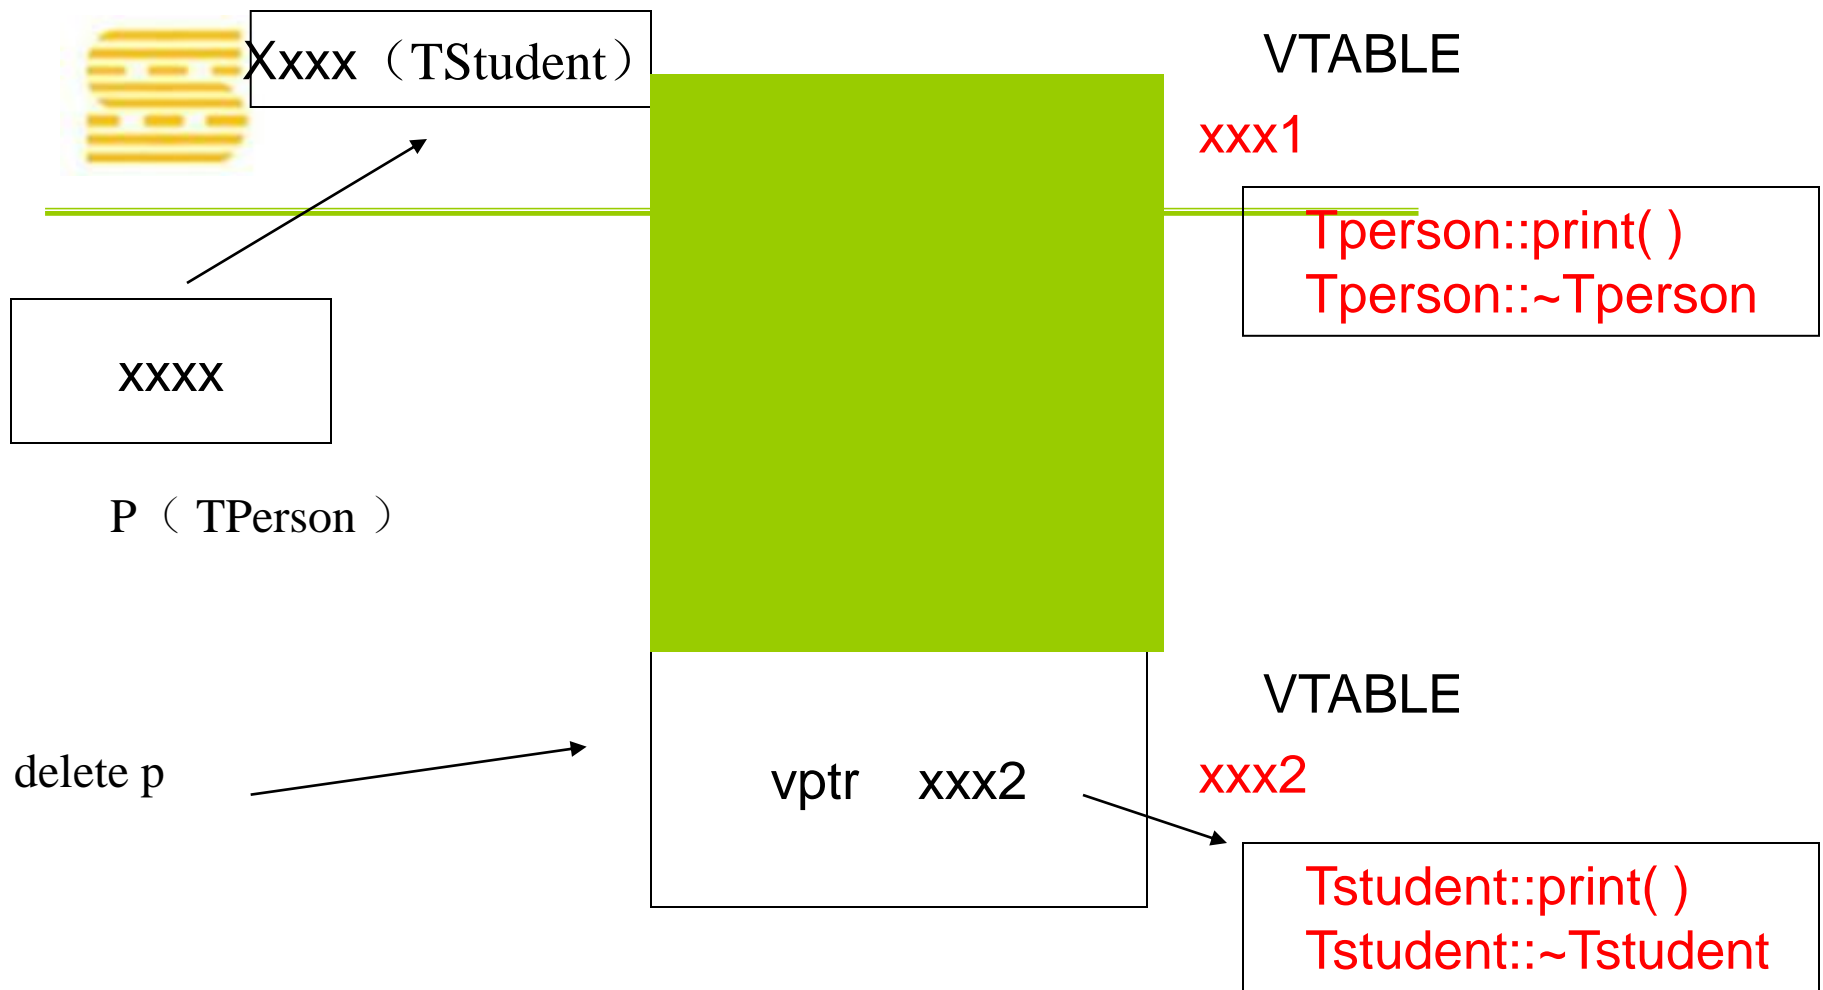 Xxxx（TStudent）
VTABLE
xxx1
Tperson::print( )
Tperson::~Tperson
xxxx
P（ TPerson ）
VTABLE
delete p
vptr xxx2
xxx2
Tstudent::print( )
Tstudent::~Tstudent